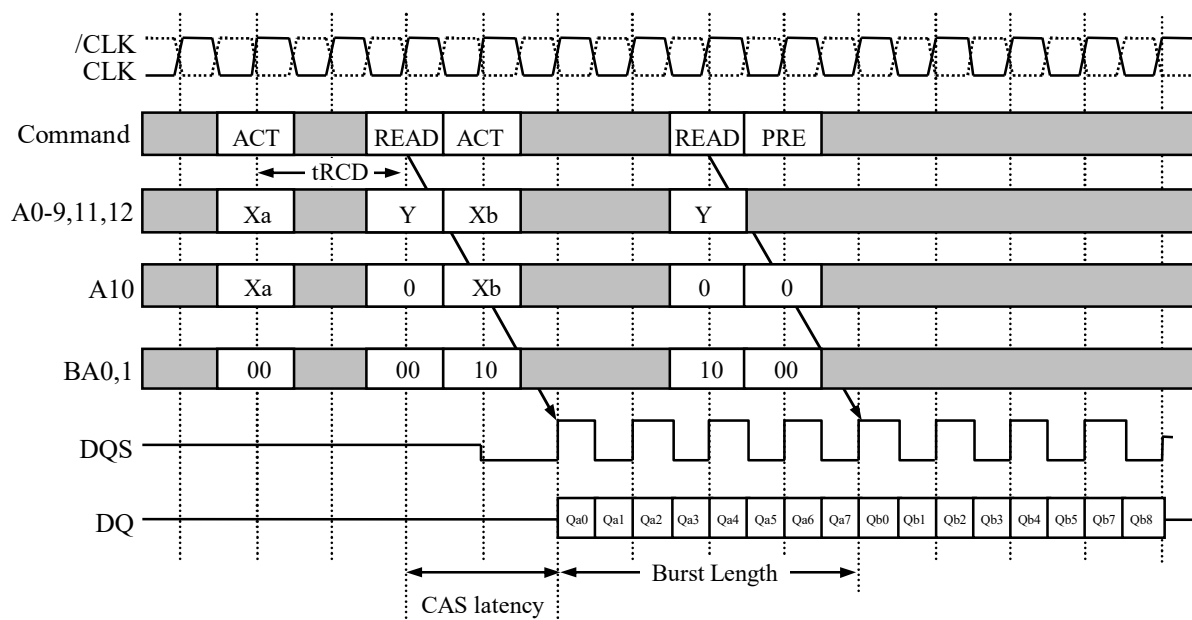 /CLK
CLK
Command ACT READ ACT READ PRE
tRCD
A0-9,11,12 Xa Y Xb Y
A10 Xa 0 Xb 0 0
BA0,1 00 00 10 10 00
DQS
DQ Qa0 Qa1 Qa2 Qa3 Qa4 Qa5 Qa6 Qa7 Qb0 Qb1 Qb2 Qb3 Qb4 Qb5 Qb7 Qb8
Burst Length
CAS latency